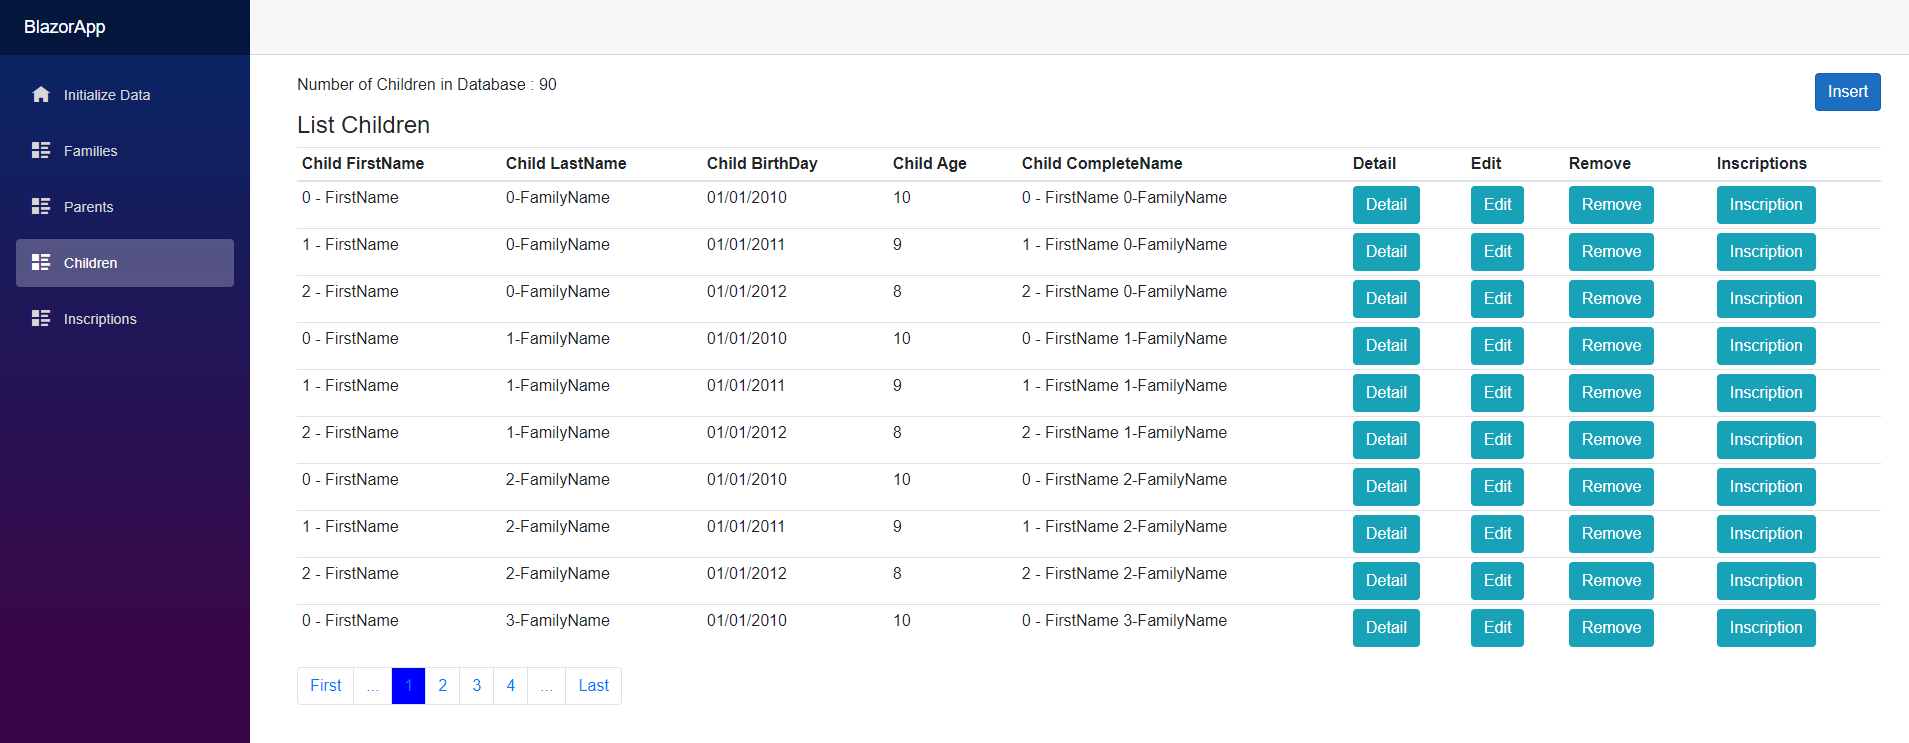 BlazorApp
Initialize Data
Families
Parents
Children
Inscriptions
Number of Children in Database : 90
Insert
List Children
Child FirstName Child LastName Child BirthDay Child Age Child CompleteName Detail Edit Remove Inscriptions
0 - FirstName 0-FamilyName 01/01/2010 10 0 - FirstName 0-FamilyName Detail Edit Remove Inscription
1 - FirstName 0-FamilyName 01/01/2011 9 1 - FirstName 0-FamilyName Detail Edit Remove Inscription
2 - FirstName 0-FamilyName 01/01/2012 8 2 - FirstName 0-FamilyName Detail Edit Remove Inscription
0 - FirstName 1-FamilyName 01/01/2010 10 0 - FirstName 1-FamilyName Detail Edit Remove Inscription
1 - FirstName 1-FamilyName 01/01/2011 9 1 - FirstName 1-FamilyName Detail Edit Remove Inscription
2 - FirstName 1-FamilyName 01/01/2012 8 2 - FirstName 1-FamilyName Detail Edit Remove Inscription
0 - FirstName 2-FamilyName 01/01/2010 10 0 - FirstName 2-FamilyName Detail Edit Remove Inscription
1 - FirstName 2-FamilyName 01/01/2011 9 1 - FirstName 2-FamilyName Detail Edit Remove Inscription
2 - FirstName 2-FamilyName 01/01/2012 8 2 - FirstName 2-FamilyName Detail Edit Remove Inscription
0 - FirstName 3-FamilyName 01/01/2010 10 0 - FirstName 3-FamilyName Detail Edit Remove Inscription
First ... 1 2 3 4 ... Last